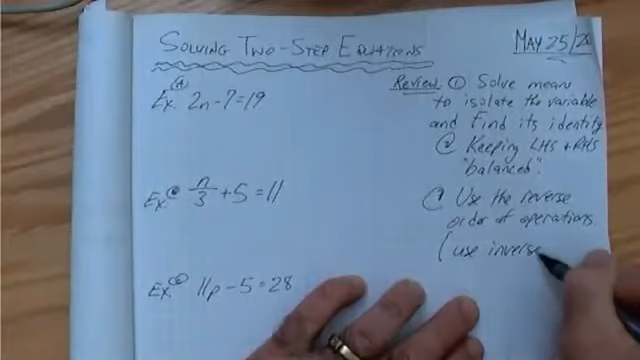 SOLVING TWO-STEP EQUATIONS
MAY 25/20
Ex. 2n-7=19
Ex. n/3 +5=11
Ex. 11p-5=28
Review: ① Solve means
to isolate the variable
and Find its identity
② Keeping LHS + RHS
"balanced".
Use the reverse
order of operations
(use inverse